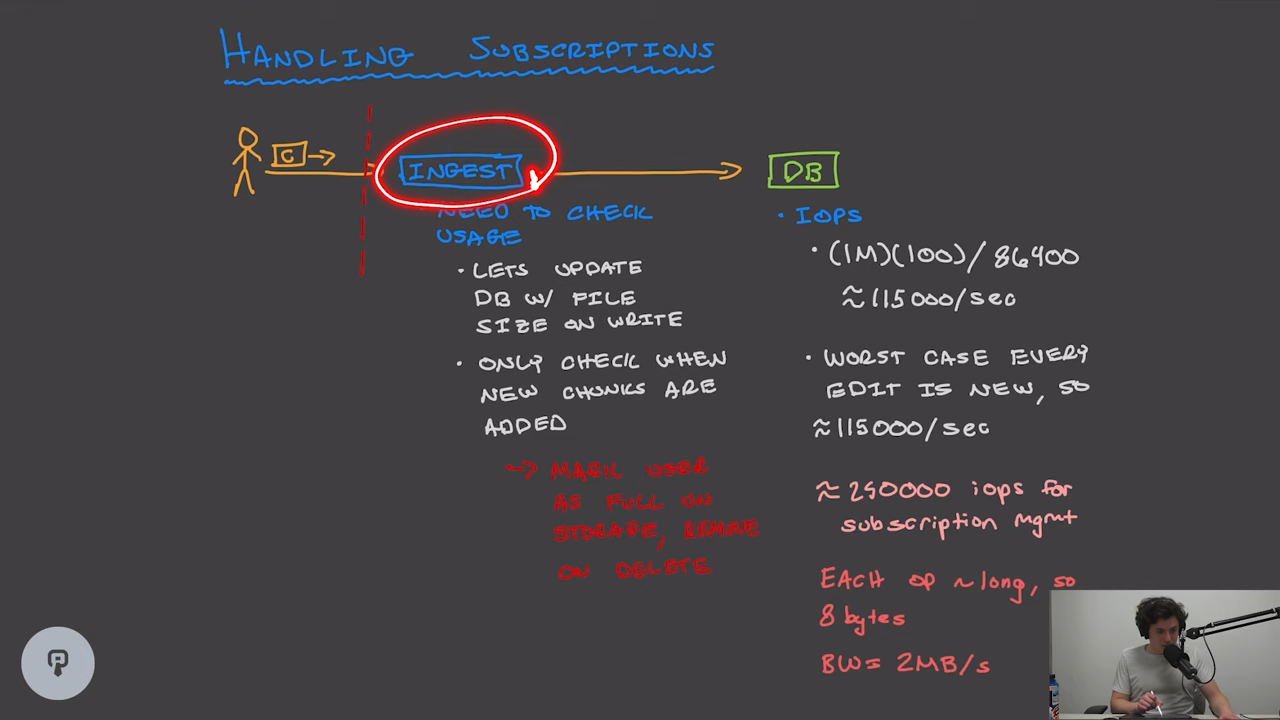 HANDLING SUBSCRIPTIONS
C
INGEST
DB
NEED TO CHECK
USAGE
• LETS UPDATE
DB W/ FILE
SIZE ON WRITE
• ONLY CHECK WHEN
NEW CHUNKS ARE
ADDED
→ MARK USER
AS FULL ON
STORAGE, REMOVE
ON DELETE
• IOPS
• (1M)(100)/86400
≈115000/sec
• WORST CASE EVERY
EDIT IS NEW, SO
≈115000/sec
≈250000 iops for
subscription mgmt
EACH OP ~long, so
8 bytes
BW= 2MB/s